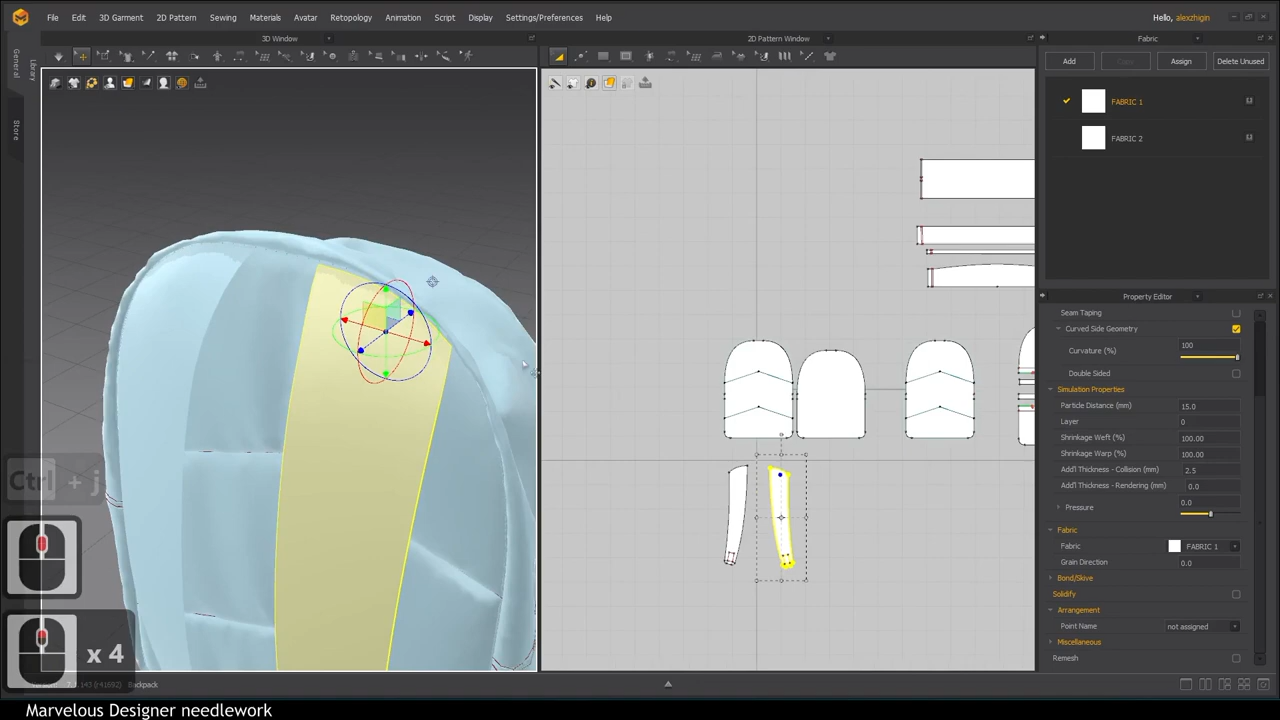 File Edit 3D Garment 2D Pattern Sewing Materials Avatar Retopology Animation Script Display Settings/Preferences Help
Hello, alexzhigin
3D Window
2D Pattern Window
Fabric
General
Library
Store
Add
Assign
Delete Unused
FABRIC 1
FABRIC 2
Property Editor
Seam Taping
Curved Side Geometry
Curvature (%) 100
Double Sided
Simulation Properties
Particle Distance (mm) 15.0
Layer 0
Shrinkage Weft (%) 100.00
Shrinkage Warp (%) 100.00
Add'l Thickness - Collision (mm) 2.5
Add'l Thickness - Rendering (mm) 0.0
Pressure 0.0
Fabric
Fabric FABRIC 1
Grain Direction 0.0
Bond/Skive
Solidify
Arrangement
Point Name not assigned
Miscellaneous
Remesh
Ctrl + j
x 4
Backpack
Marvelous Designer needlework